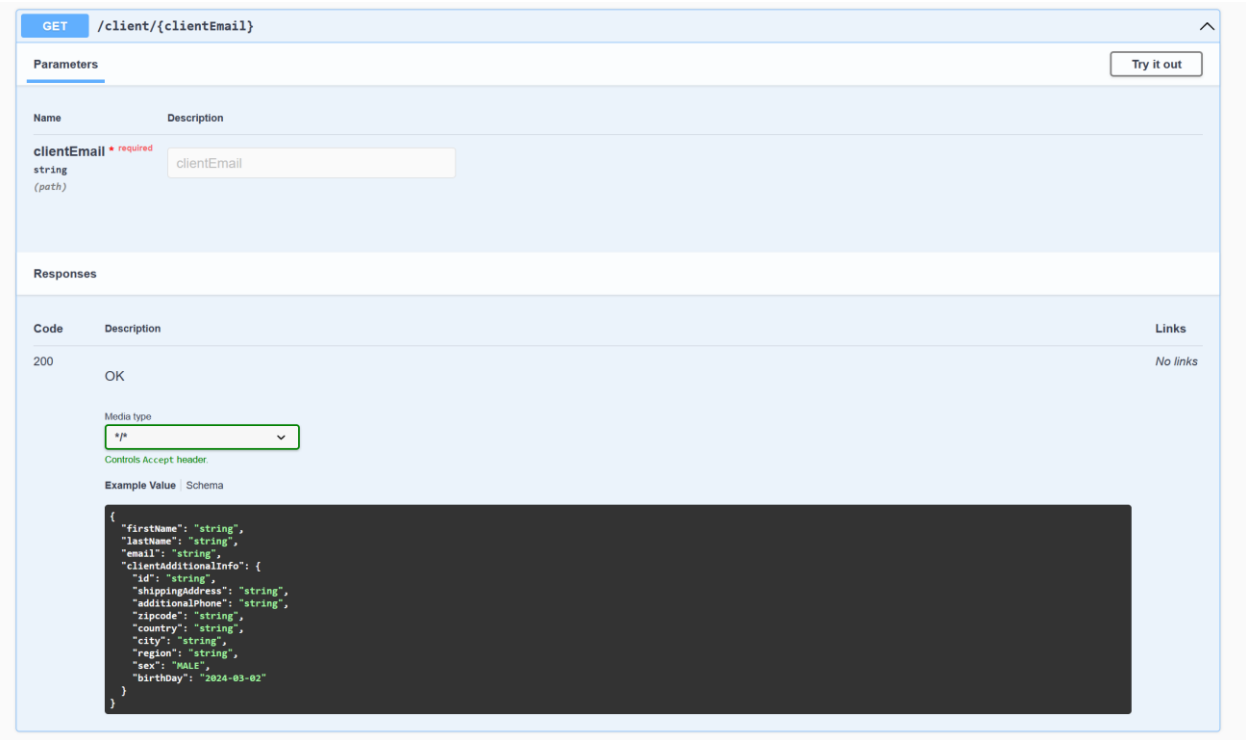 GET /client/{clientEmail}
Parameters Try it out
Name Description
clientEmail * required clientEmail
string
(path)
Responses
Code Description Links
200 OK No links
Media type
*/*
Controls Accept header.
Example Value Schema
{
  "firstName": "string",
  "lastName": "string",
  "email": "string",
  "clientAdditionalInfo": {
    "id": "string",
    "shippingAddress": "string",
    "additionalPhone": "string",
    "zipcode": "string",
    "country": "string",
    "city": "string",
    "region": "string",
    "sex": "MALE",
    "birthDay": "2024-03-02"
  }
}